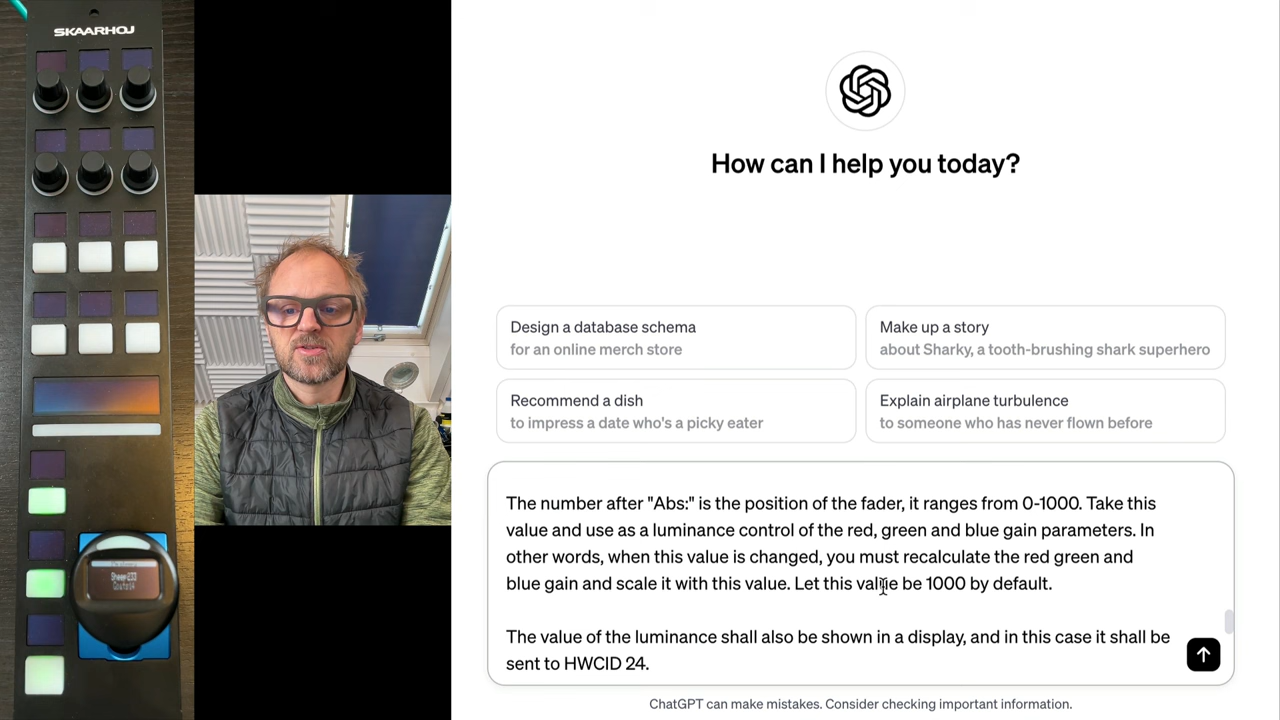 SKAARHOJ
How can I help you today?
Design a database schema
for an online merch store
Make up a story
about Sharky, a tooth-brushing shark superhero
Recommend a dish
to impress a date who's a picky eater
Explain airplane turbulence
to someone who has never flown before
The number after "Abs:" is the position of the fader, it ranges from 0-1000. Take this
value and use as a luminance control of the red, green and blue gain parameters. In
other words, when this value is changed, you must recalculate the red green and
blue gain and scale it with this value. Let this value be 1000 by default.
The value of the luminance shall also be shown in a display, and in this case it shall be
sent to HWCID 24.
ChatGPT can make mistakes. Consider checking important information.